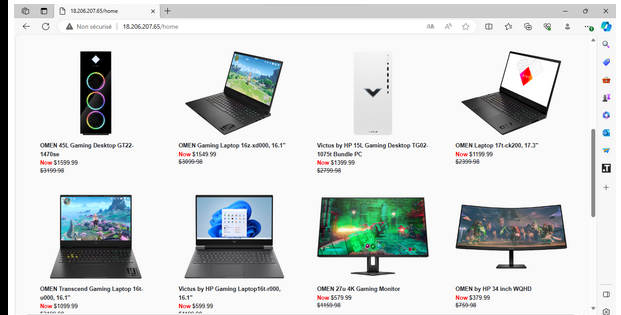 18.206.207.65/home
Non sécurisé
18.206.207.65/home
OMEN 45L Gaming Desktop GT22-
1470se
Now $1599.99
$3199.98
OMEN Gaming Laptop 16z-xd000, 16.1"
Now $1549.99
$3099.98
Victus by HP 15L Gaming Desktop TG02-
1075t Bundle PC
Now $1399.99
$2799.98
OMEN Laptop 17t-ck200, 17.3"
Now $1199.99
$2399.98
OMEN Transcend Gaming Laptop 16t-
u000, 16.1"
Now $1099.99
Victus by HP Gaming Laptop16t-r000,
16.1"
Now $599.99
OMEN 27u 4K Gaming Monitor
Now $579.99
$1159.98
OMEN by HP 34 inch WQHD
Now $379.99
$759.98